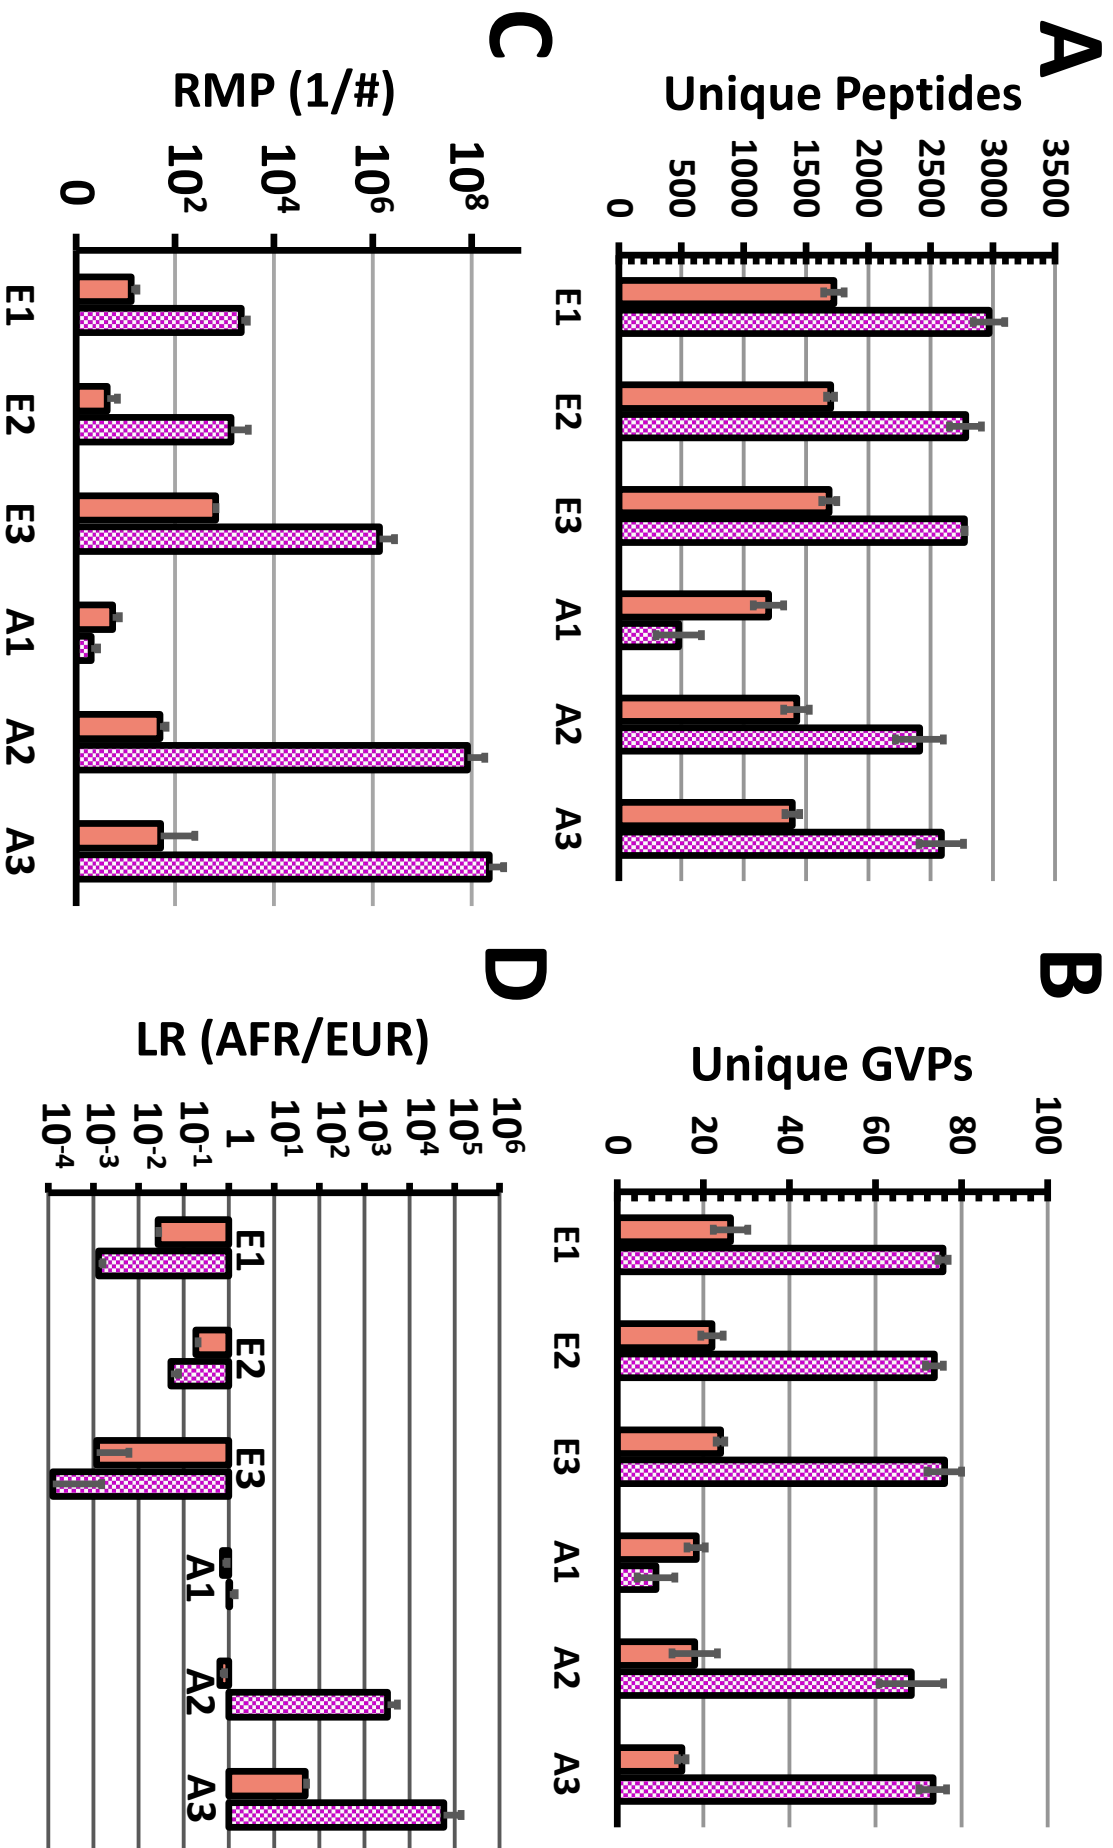 A
Unique Peptides
3500
3000
2500
2000
1500
1000
500
0
E1 E2 E3 A1 A2 A3
B
Unique GVPs
100
80
60
40
20
0
E1 E2 E3 A1 A2 A3
C
RMP (1/#)
10⁸
10⁶
10⁴
10²
0
E1 E2 E3 A1 A2 A3
D
LR (AFR/EUR)
10⁶
10⁵
10⁴
10³
10²
10¹
1
10⁻¹
10⁻²
10⁻³
10⁻⁴
E1 E2 E3 A1 A2 A3